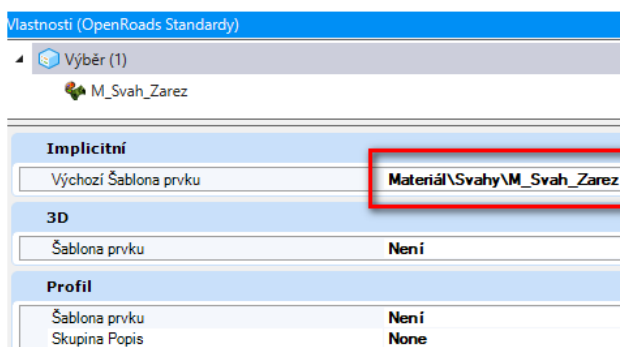 Vlastnosti (OpenRoads Standardy)
Výběr (1)
M_Svah_Zarez
Implicitní
Výchozí Šablona prvku Materiál\Svahy\M_Svah_Zarez
3D
Šablona prvku Není
Profil
Šablona prvku Není
Skupina Popis None